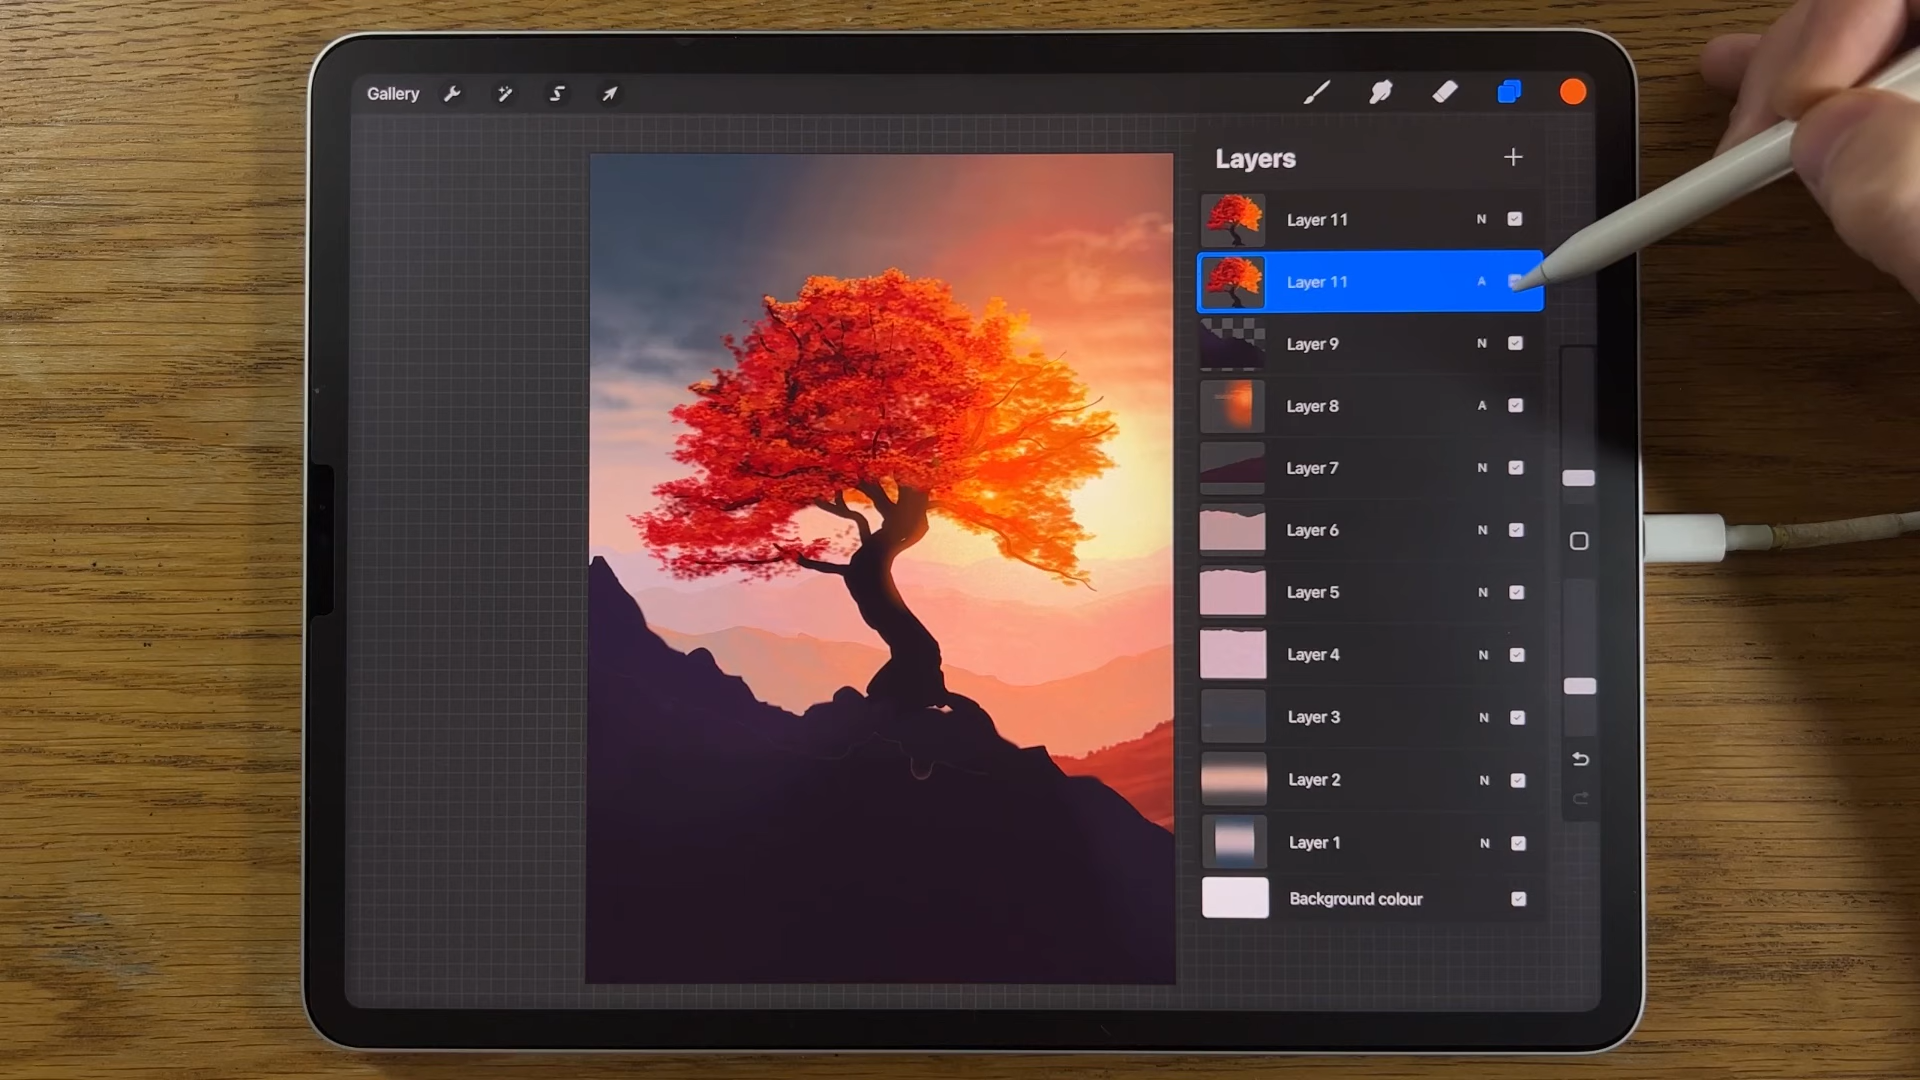 Gallery
Layers
Layer 11 N
Layer 11 A
Layer 9 N
Layer 8 A
Layer 7 N
Layer 6 N
Layer 5 N
Layer 4 N
Layer 3 N
Layer 2 N
Layer 1 N
Background colour